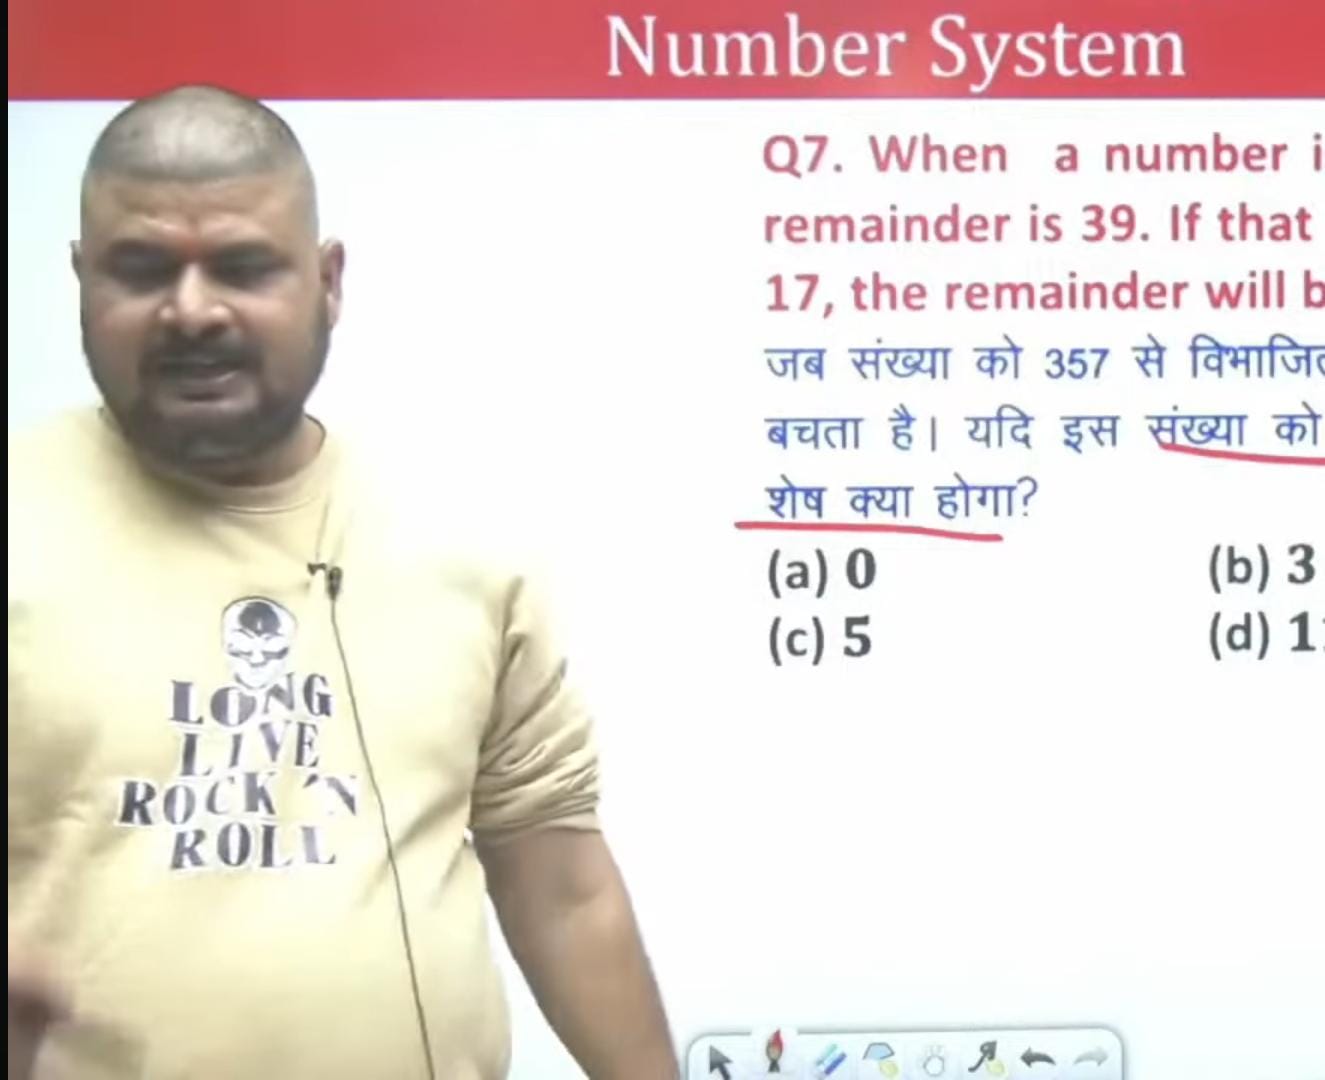 Number System
Q7. When a number i
remainder is 39. If that
17, the remainder will b
जब संख्या को 357 से विभाजित
बचता है। यदि इस संख्या को
शेष क्या होगा?
(a) 0 (b) 3
(c) 5 (d) 1
LONG
LIVE
ROCK 'N
ROLL